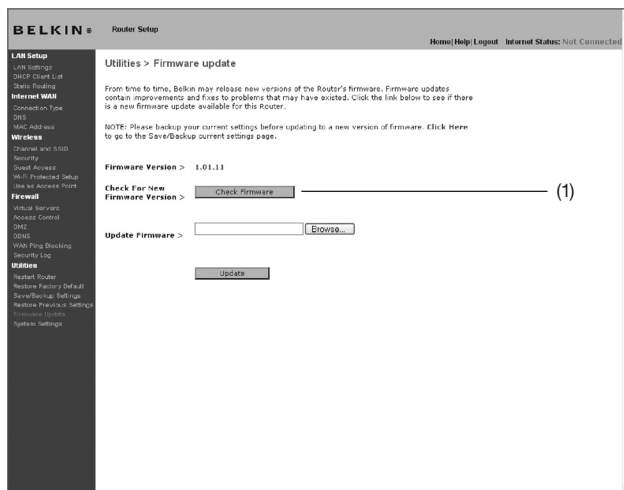 BELKIN
Router Setup
Home|Help|Logout Internet Status: Not Connected
LAN Setup
LAN Settings
DHCP Client List
Static Routing
Internet WAN
Connection Type
DNS
MAC Address
Wireless
Channel and SSID
Security
Guest Access
Wi-Fi Protected Setup
Use as Access Point
Firewall
Virtual Servers
Access Control
DMZ
DDNS
WAN Ping Blocking
Security Log
Utilities
Restart Router
Restore Factory Default
Save/Backup Settings
Restore Previous Settings
Firmware Update
System Settings
Utilities > Firmware update
From time to time, Belkin may release new versions of the Router's firmware. Firmware updates
contain improvements and fixes to problems that may have existed. Click the link below to see if there
is a new firmware update available for this Router.
NOTE: Please backup your current settings before updating to a new version of firmware. Click Here
to go to the Save/Backup current settings page.
Firmware Version > 1.01.11
Check For New
Firmware Version > Check Firmware
(1)
Update Firmware > Browse...
Update